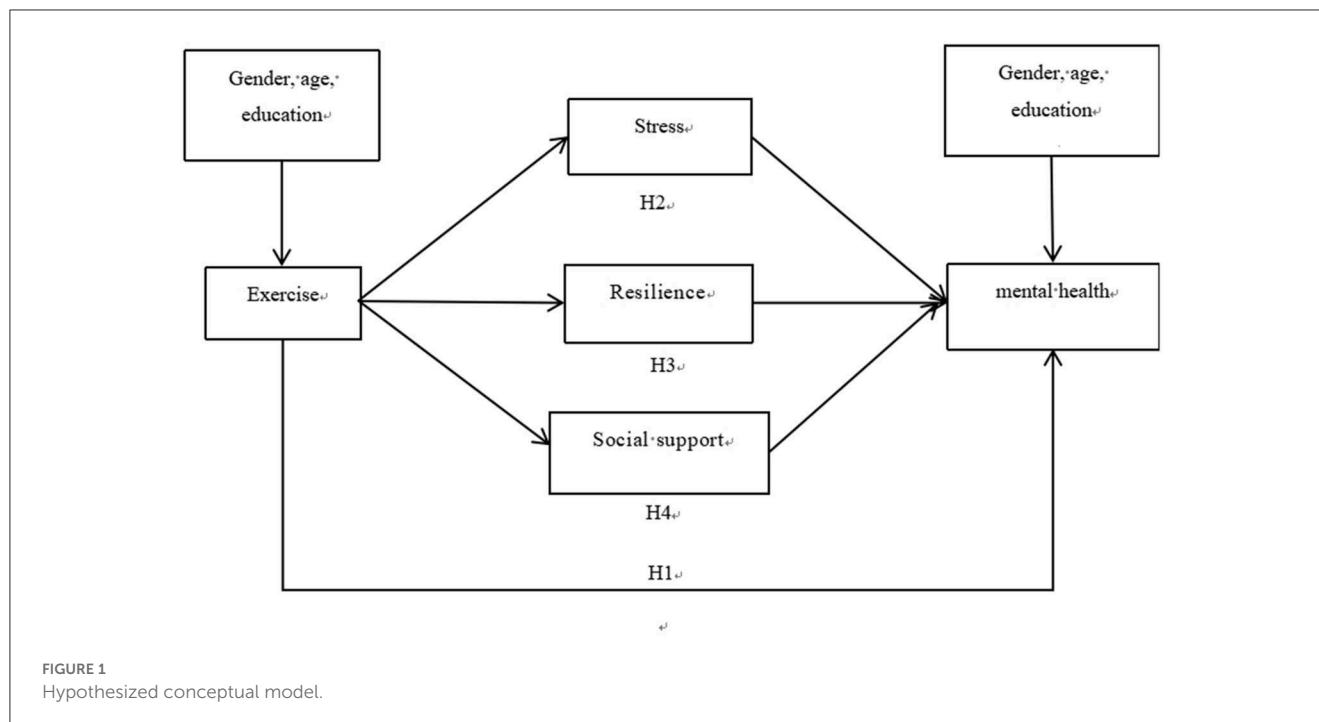 Gender, age,
education
Gender, age,
education
Stress
H2
Exercise
Resilience
mental health
H3
Social support
H4
H1
FIGURE 1
Hypothesized conceptual model.